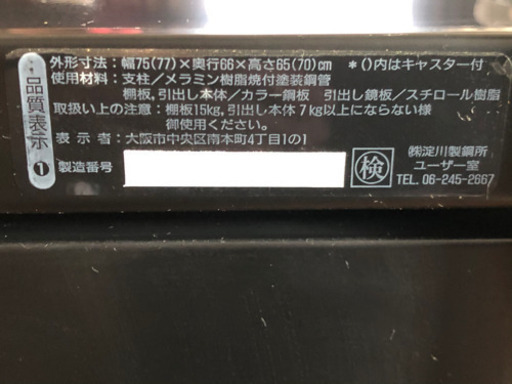 外形寸法：幅75(77)×奥行66×高さ65(70)cm ＊()内はキャスター付
使用材料：支柱／メラミン樹脂焼付塗装鋼管
棚板、引出し本体／カラー鋼板 引出し鏡板／スチロール樹脂
取扱い上の注意：棚板15kg、引出し本体7kg以上にならない様
御使用ください。
表示者：大阪市中央区南本町4丁目1の1
製造番号
品質表示
1
検
㈱淀川製鋼所
ユーザー室
TEL. 06-245-2667